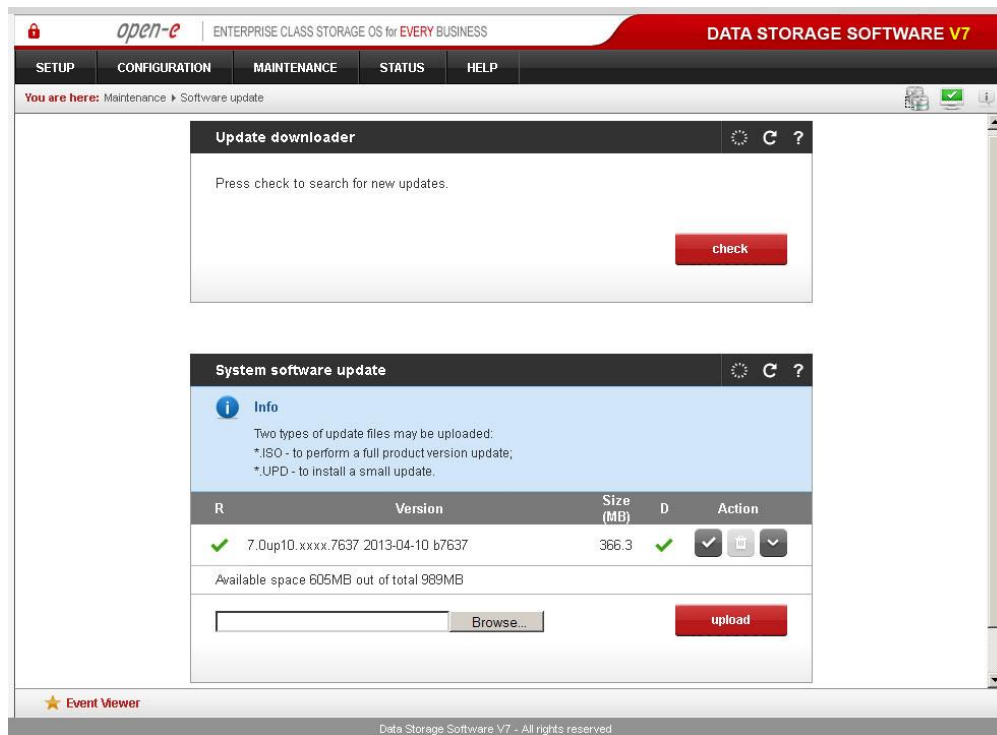 open-e ENTERPRISE CLASS STORAGE OS for EVERY BUSINESS DATA STORAGE SOFTWARE V7
SETUP CONFIGURATION MAINTENANCE STATUS HELP
You are here: Maintenance Software update
Update downloader ?
Press check to search for new updates.
check
System software update ?
Info
Two types of update files may be uploaded:
*.ISO - to perform a full product version update;
*.UPD - to install a small update.
R Version Size (MB) D Action
7.0up10.xxxx.7637 2013-04-10 b7637 366.3
Available space 605MB out of total 989MB
Browse... upload
Event Viewer
Data Storage Software V7 - All rights reserved